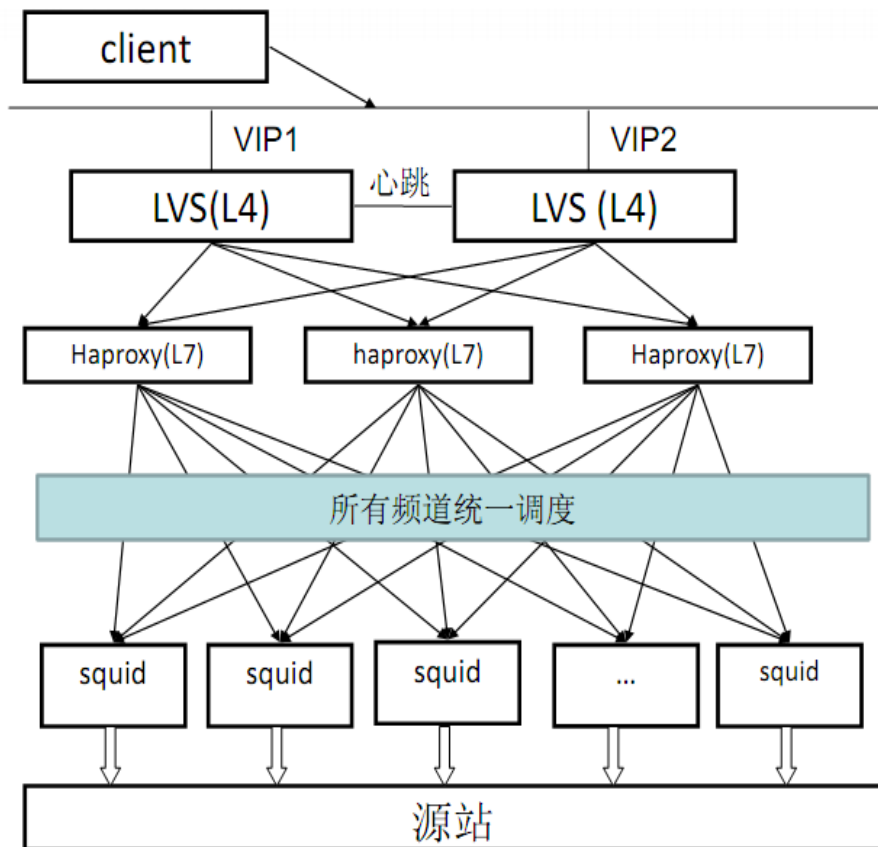 client
VIP1
VIP2
LVS(L4)
心跳
LVS (L4)
Haproxy(L7)
haproxy(L7)
Haproxy(L7)
所有频道统一调度
squid
squid
squid
...
squid
源站